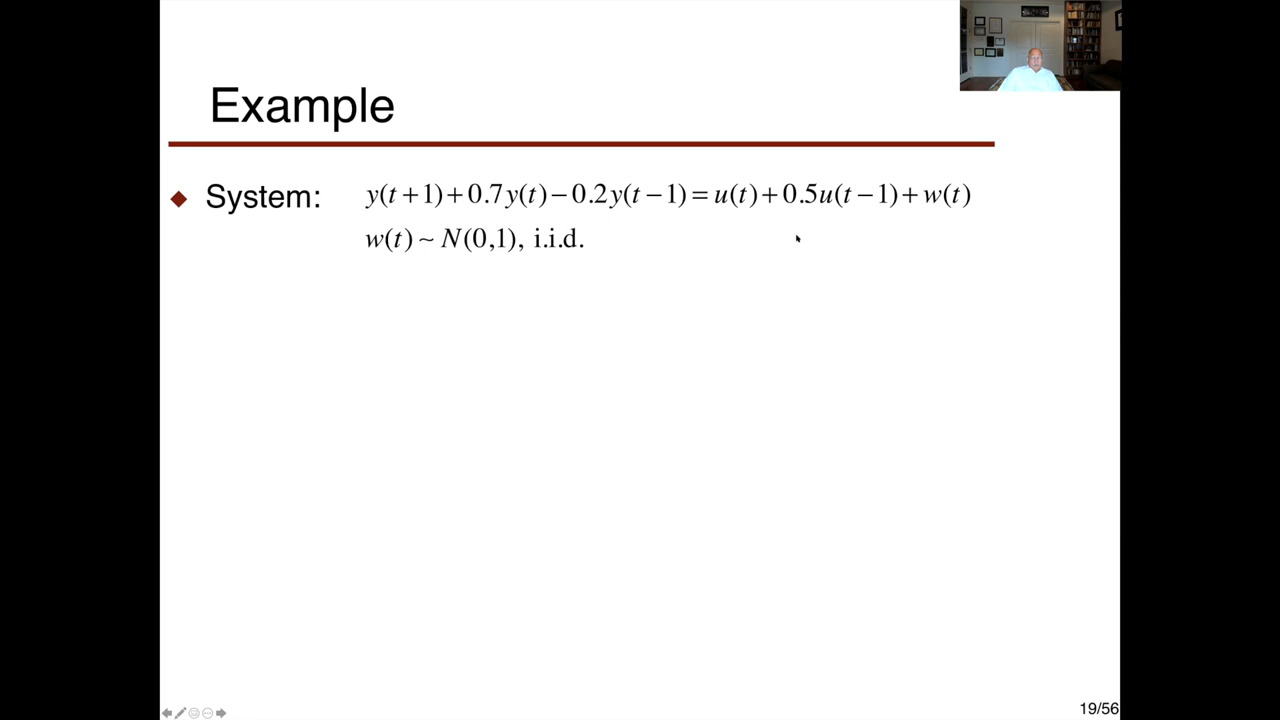 Example
System: y(t+1)+0.7y(t)−0.2y(t−1)=u(t)+0.5u(t−1)+w(t)
w(t) ~ N(0,1), i.i.d.
19/56